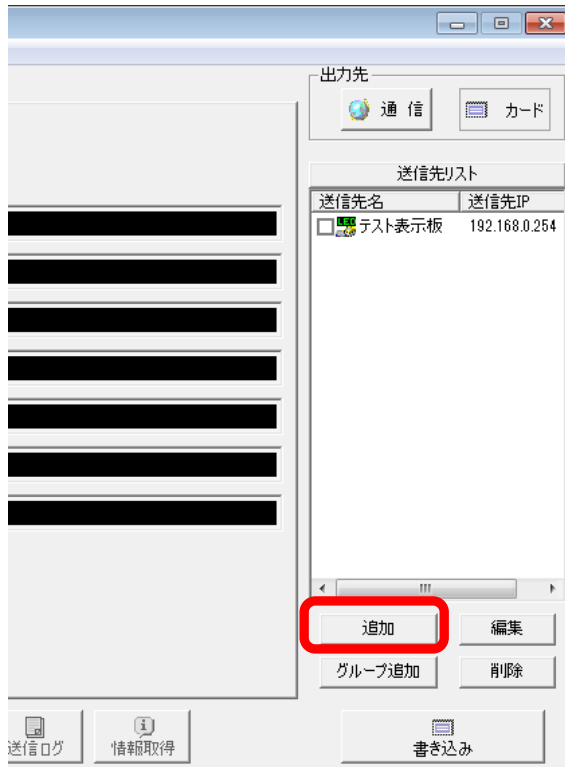 出力先
通 信
カード
送信先リスト
送信先名 送信先IP
LED テスト表示板 192.168.0.254
追加
編集
グループ追加
削除
送信ログ
情報取得
書き込み